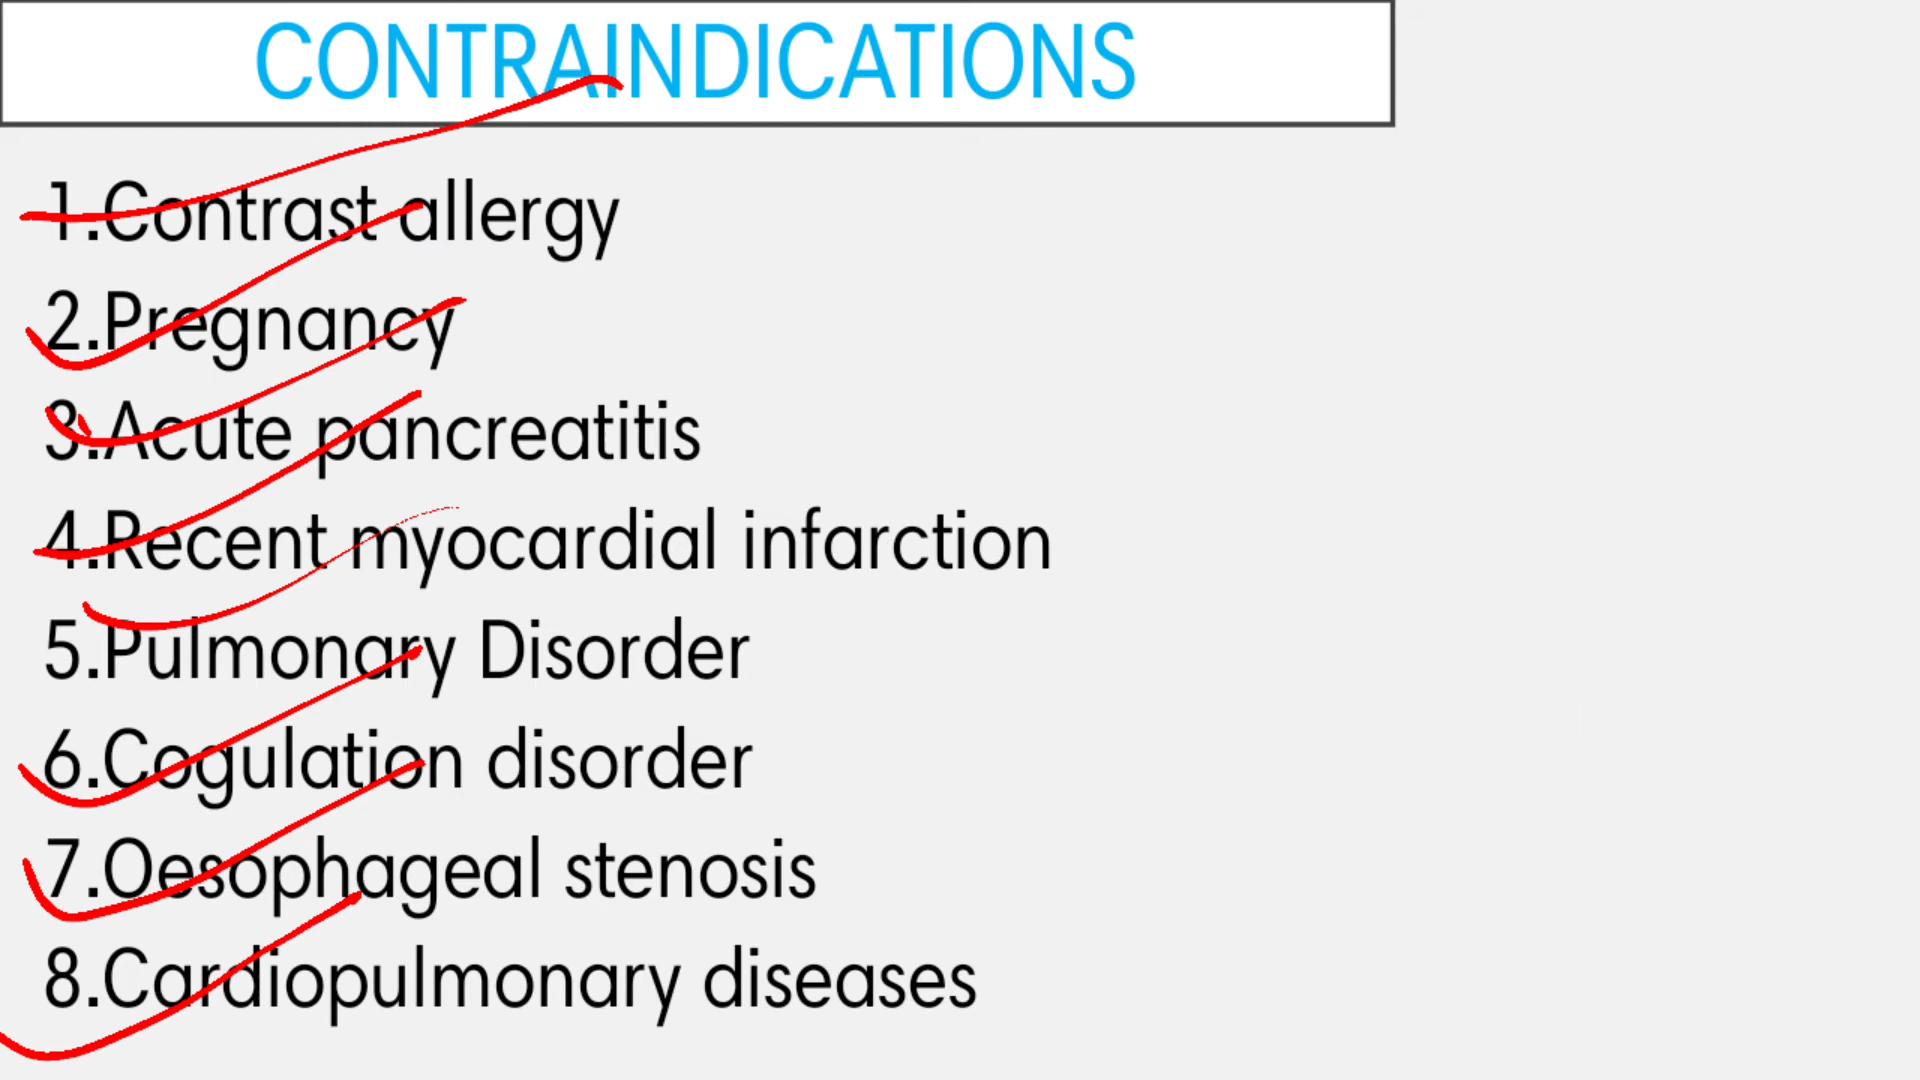 CONTRAINDICATIONS
1.Contrast allergy
2.Pregnancy
3.Acute pancreatitis
4.Recent myocardial infarction
5.Pulmonary Disorder
6.Cogulation disorder
7.Oesophageal stenosis
8.Cardiopulmonary diseases